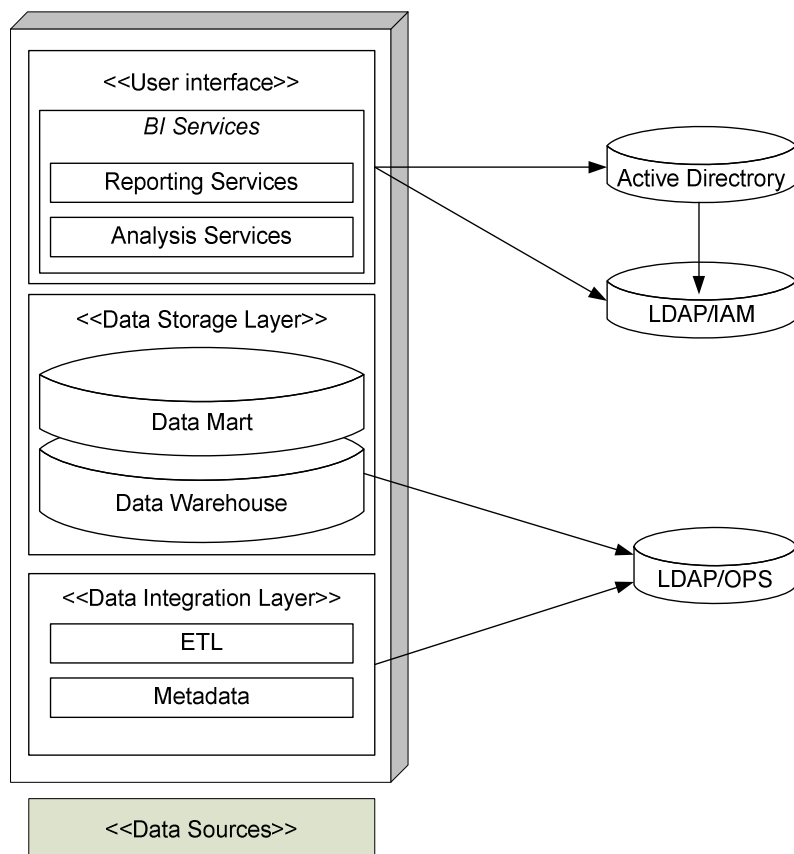 <<User interface>>
BI Services
Reporting Services
Analysis Services
<<Data Storage Layer>>
Data Mart
Data Warehouse
<<Data Integration Layer>>
ETL
Metadata
<<Data Sources>>
Active Directrory
LDAP/IAM
LDAP/OPS